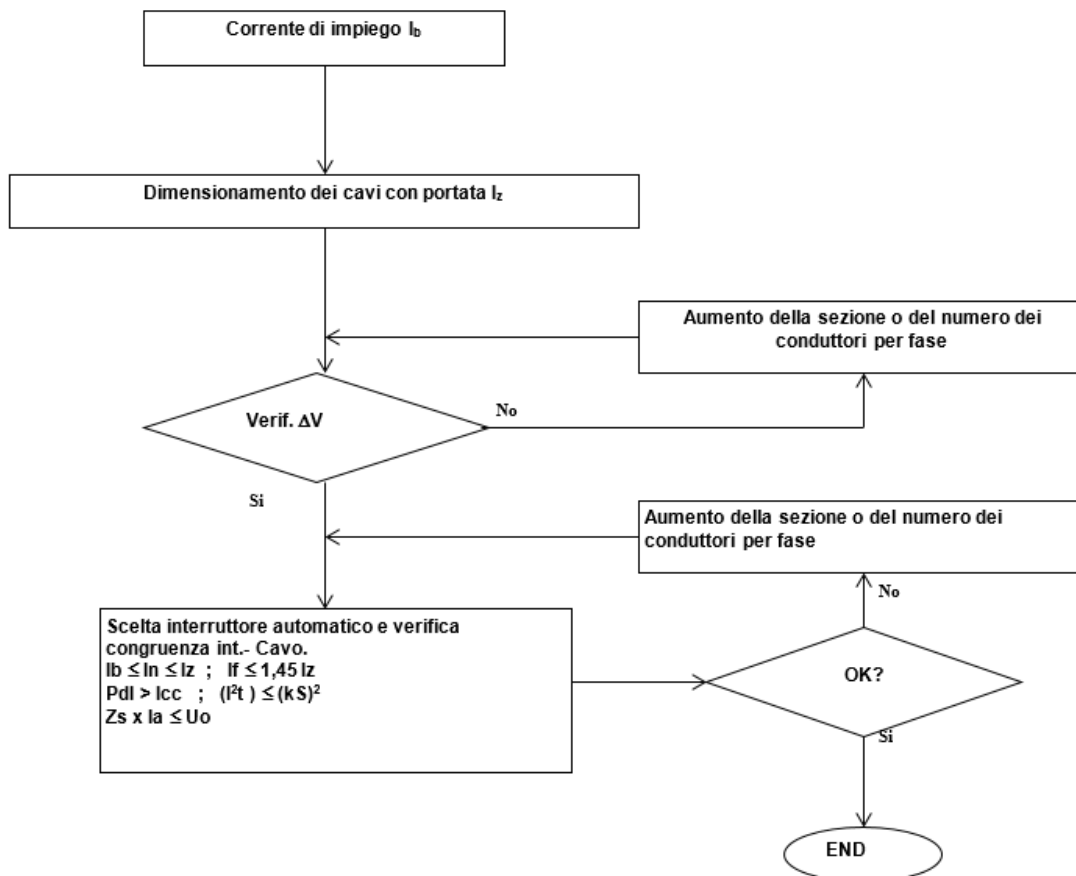 Corrente di impiego Ib
Dimensionamento dei cavi con portata Iz
Aumento della sezione o del numero dei
conduttori per fase
Verif. ΔV
No
Si
Aumento della sezione o del numero dei
conduttori per fase
No
Scelta interruttore automatico e verifica
congruenza int.- Cavo.
Ib ≤ In ≤ Iz ; If ≤ 1,45 Iz
PdI > Icc ; (I²t ) ≤ (kS)²
Zs x Ia ≤ Uo
OK?
Si
END